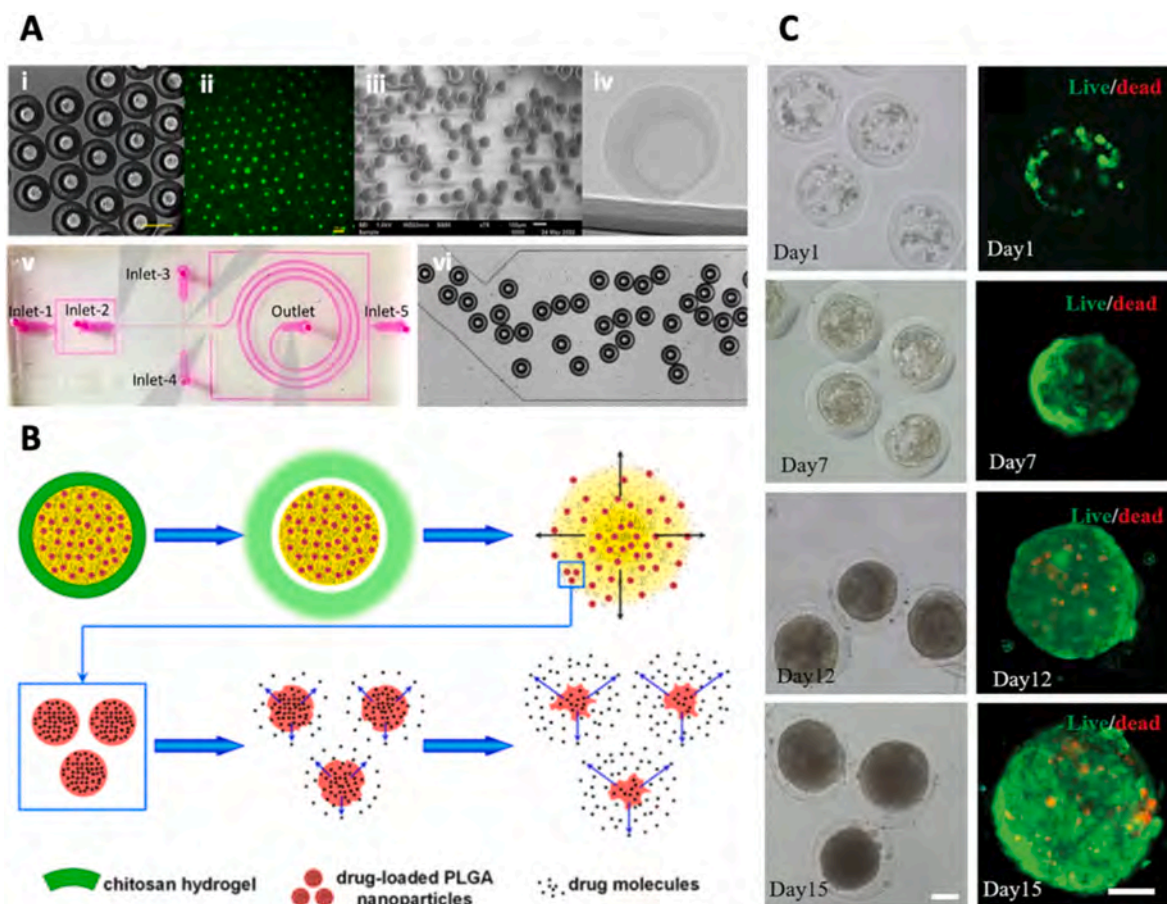 A
i
ii
iii
iv
v
Inlet-1
Inlet-2
Inlet-3
Inlet-4
Outlet
Inlet-5
vi
B
chitosan hydrogel
drug-loaded PLGA
nanoparticles
drug molecules
C
Day1
Live/dead
Day1
Day7
Live/dead
Day7
Day12
Live/dead
Day12
Day15
Live/dead
Day15